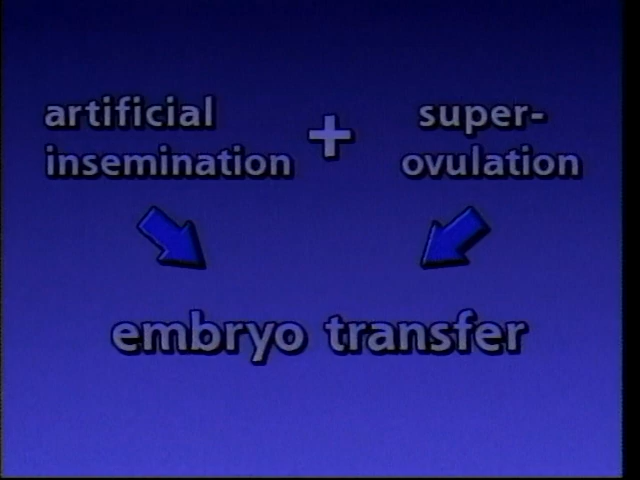 artificial
insemination
+
super-
ovulation
embryo transfer